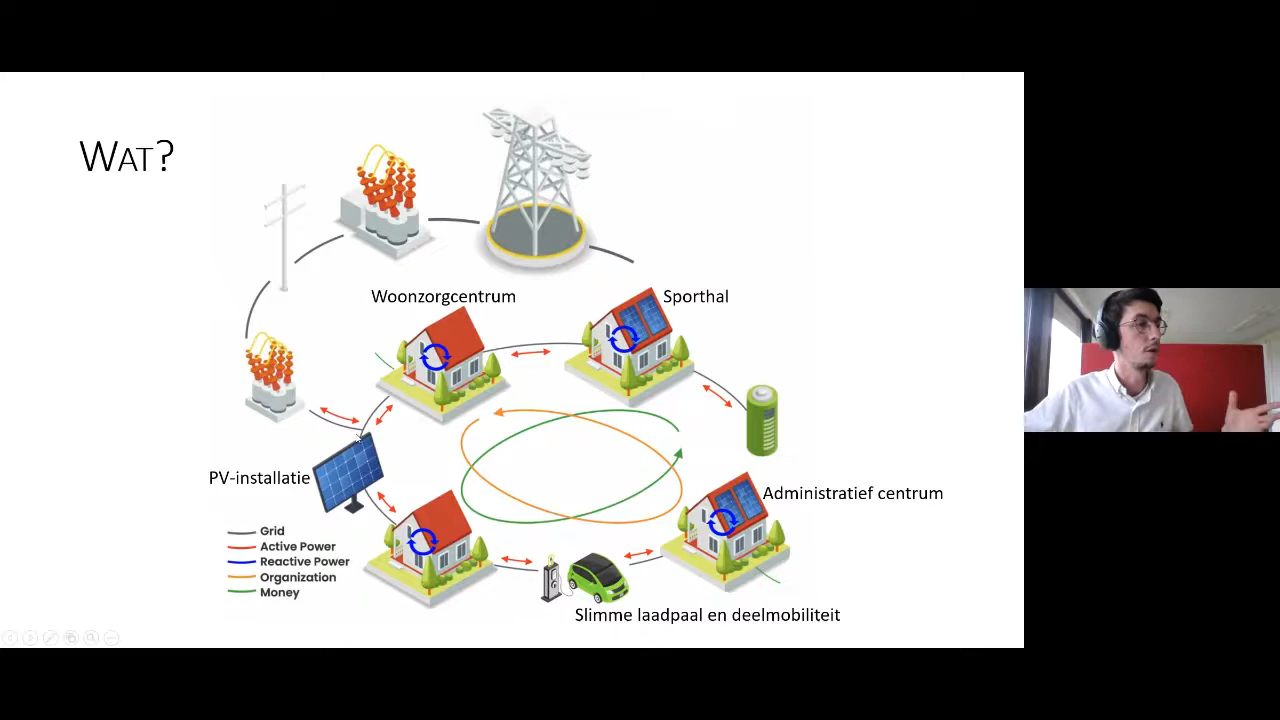 WAT?
Woonzorgcentrum
Sporthal
PV-installatie
Administratief centrum
Grid
Active Power
Reactive Power
Organization
Money
Slimme laadpaal en deelmobiliteit